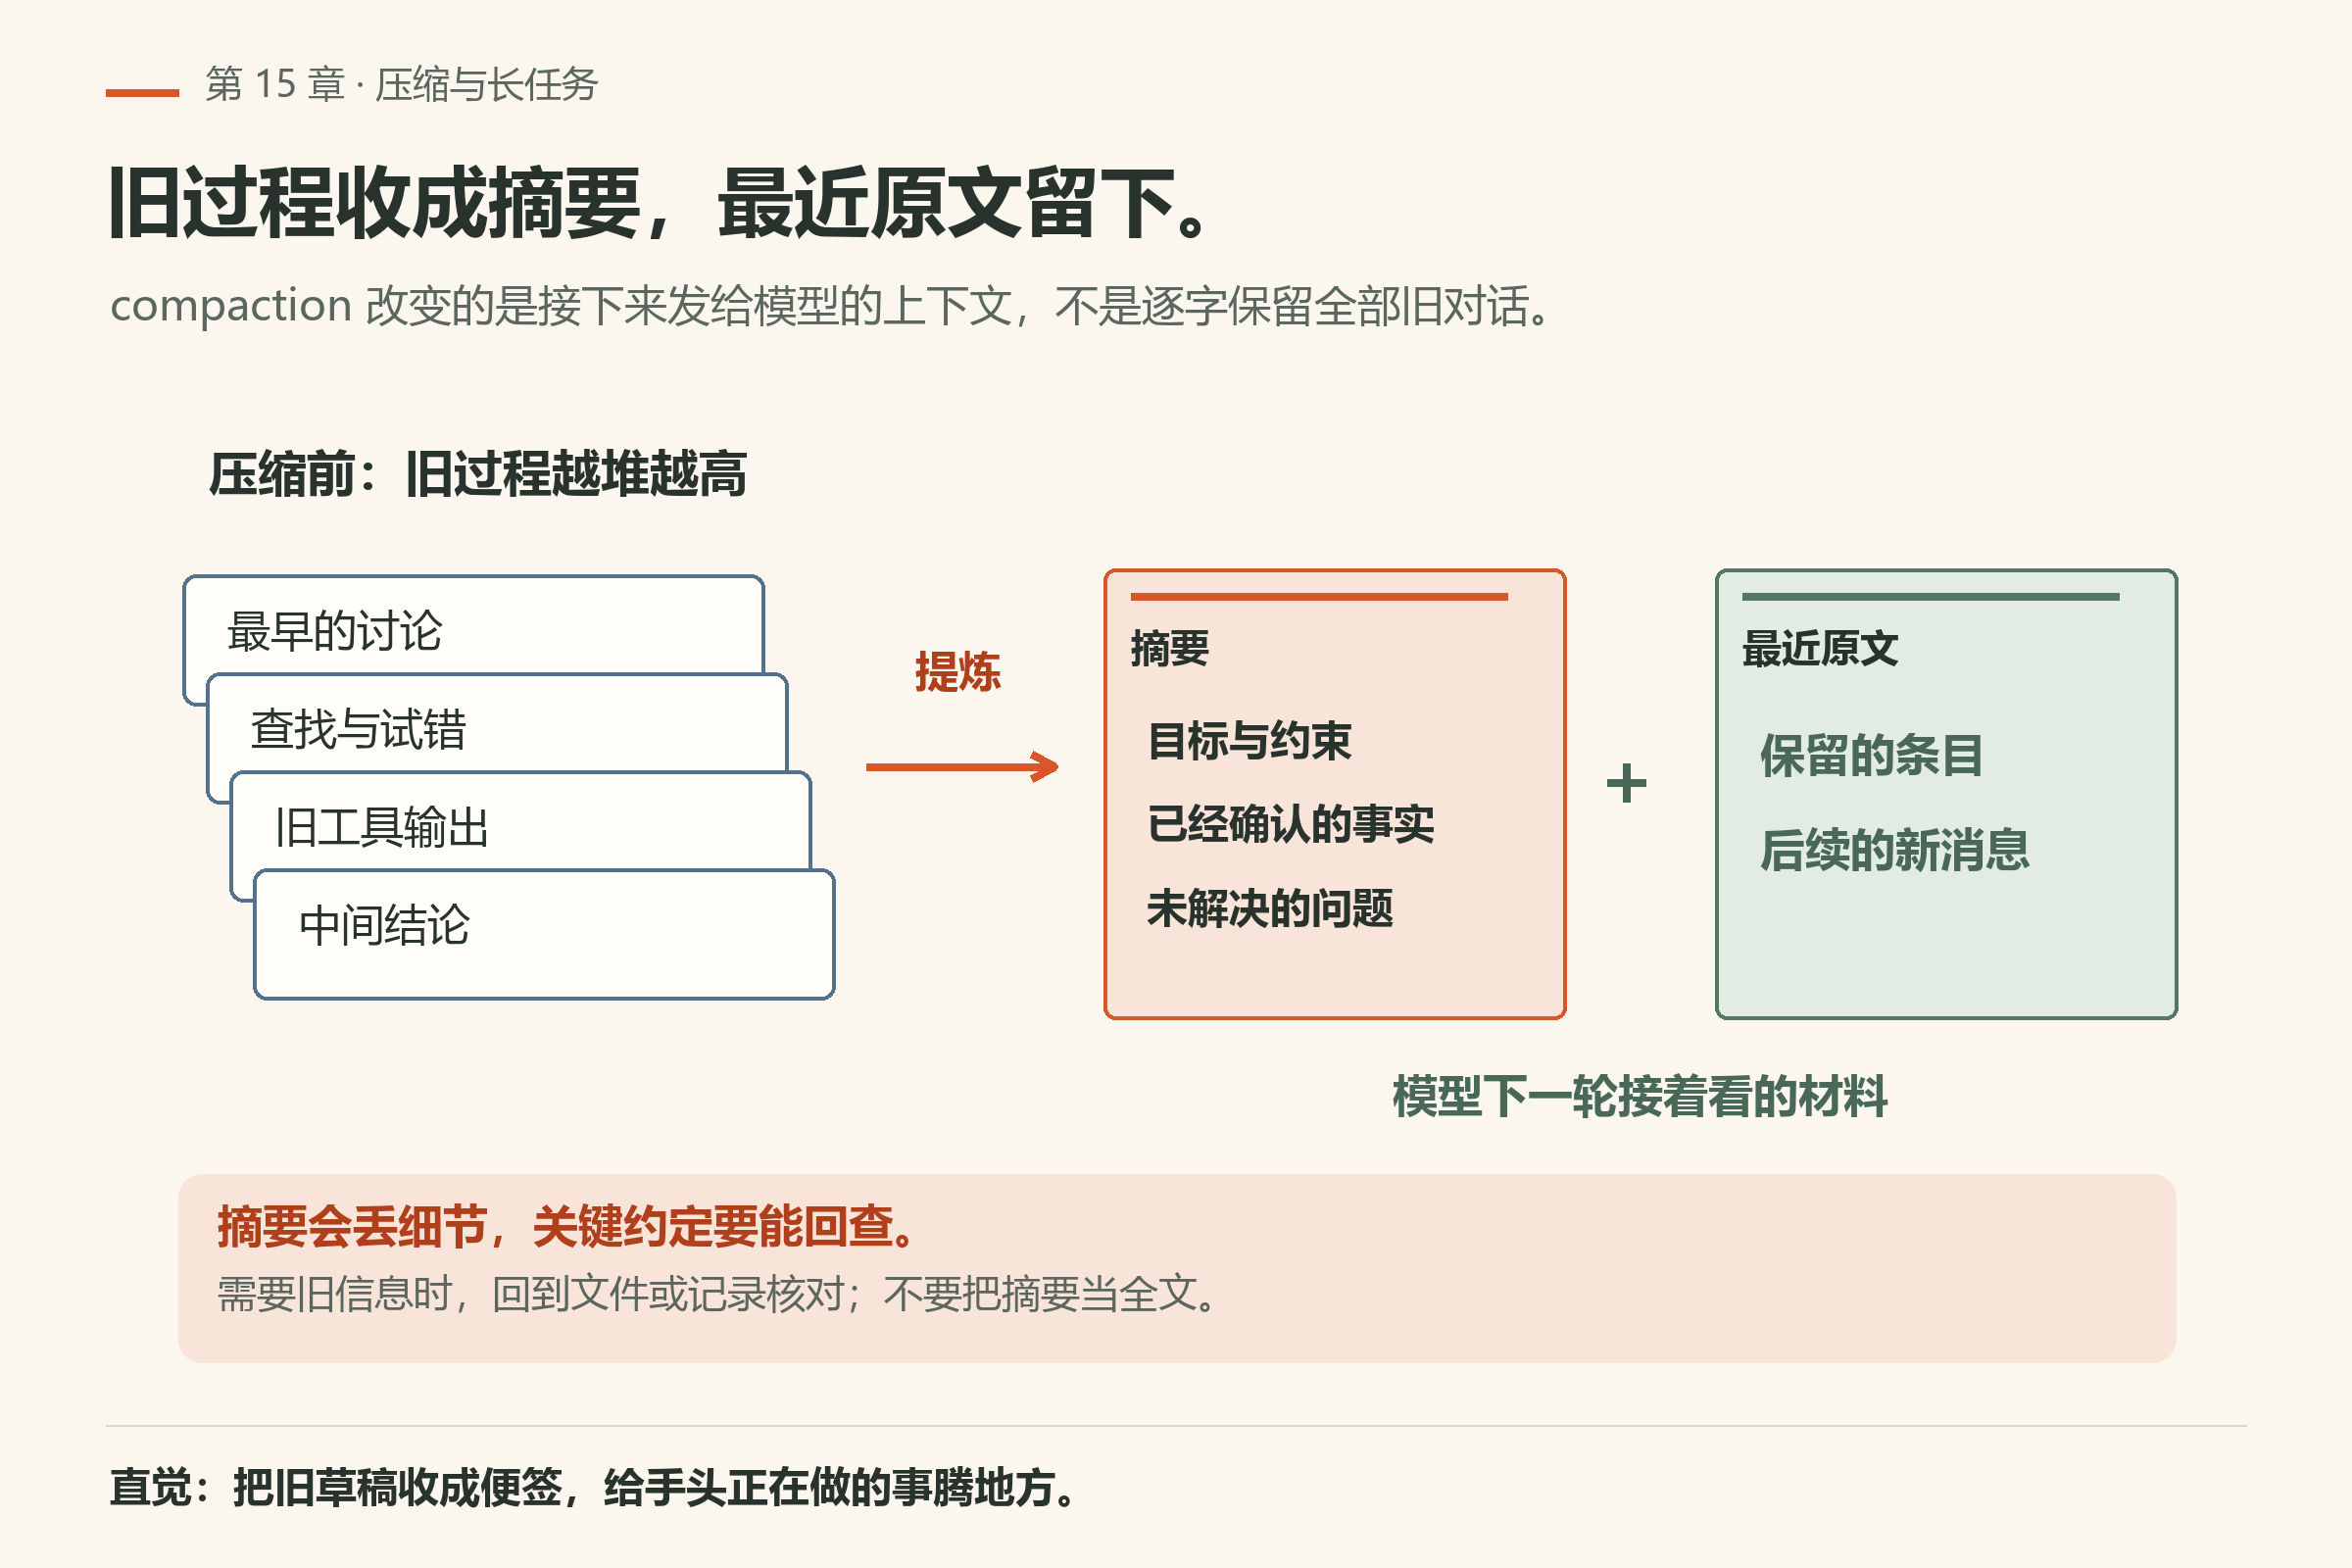 第 15 章 · 压缩与长任务
旧过程收成摘要，最近原文留下。
compaction 改变的是接下来发给模型的上下文，不是逐字保留全部旧对话。
压缩前：旧过程越堆越高
最早的讨论
查找与试错
旧工具输出
中间结论
提炼
摘要
目标与约束
已经确认的事实
未解决的问题
+
最近原文
保留的条目
后续的新消息
模型下一轮接着看的材料
摘要会丢细节，关键约定要能回查。
需要旧信息时，回到文件或记录核对；不要把摘要当全文。
直觉：把旧草稿收成便签，给手头正在做的事腾地方。